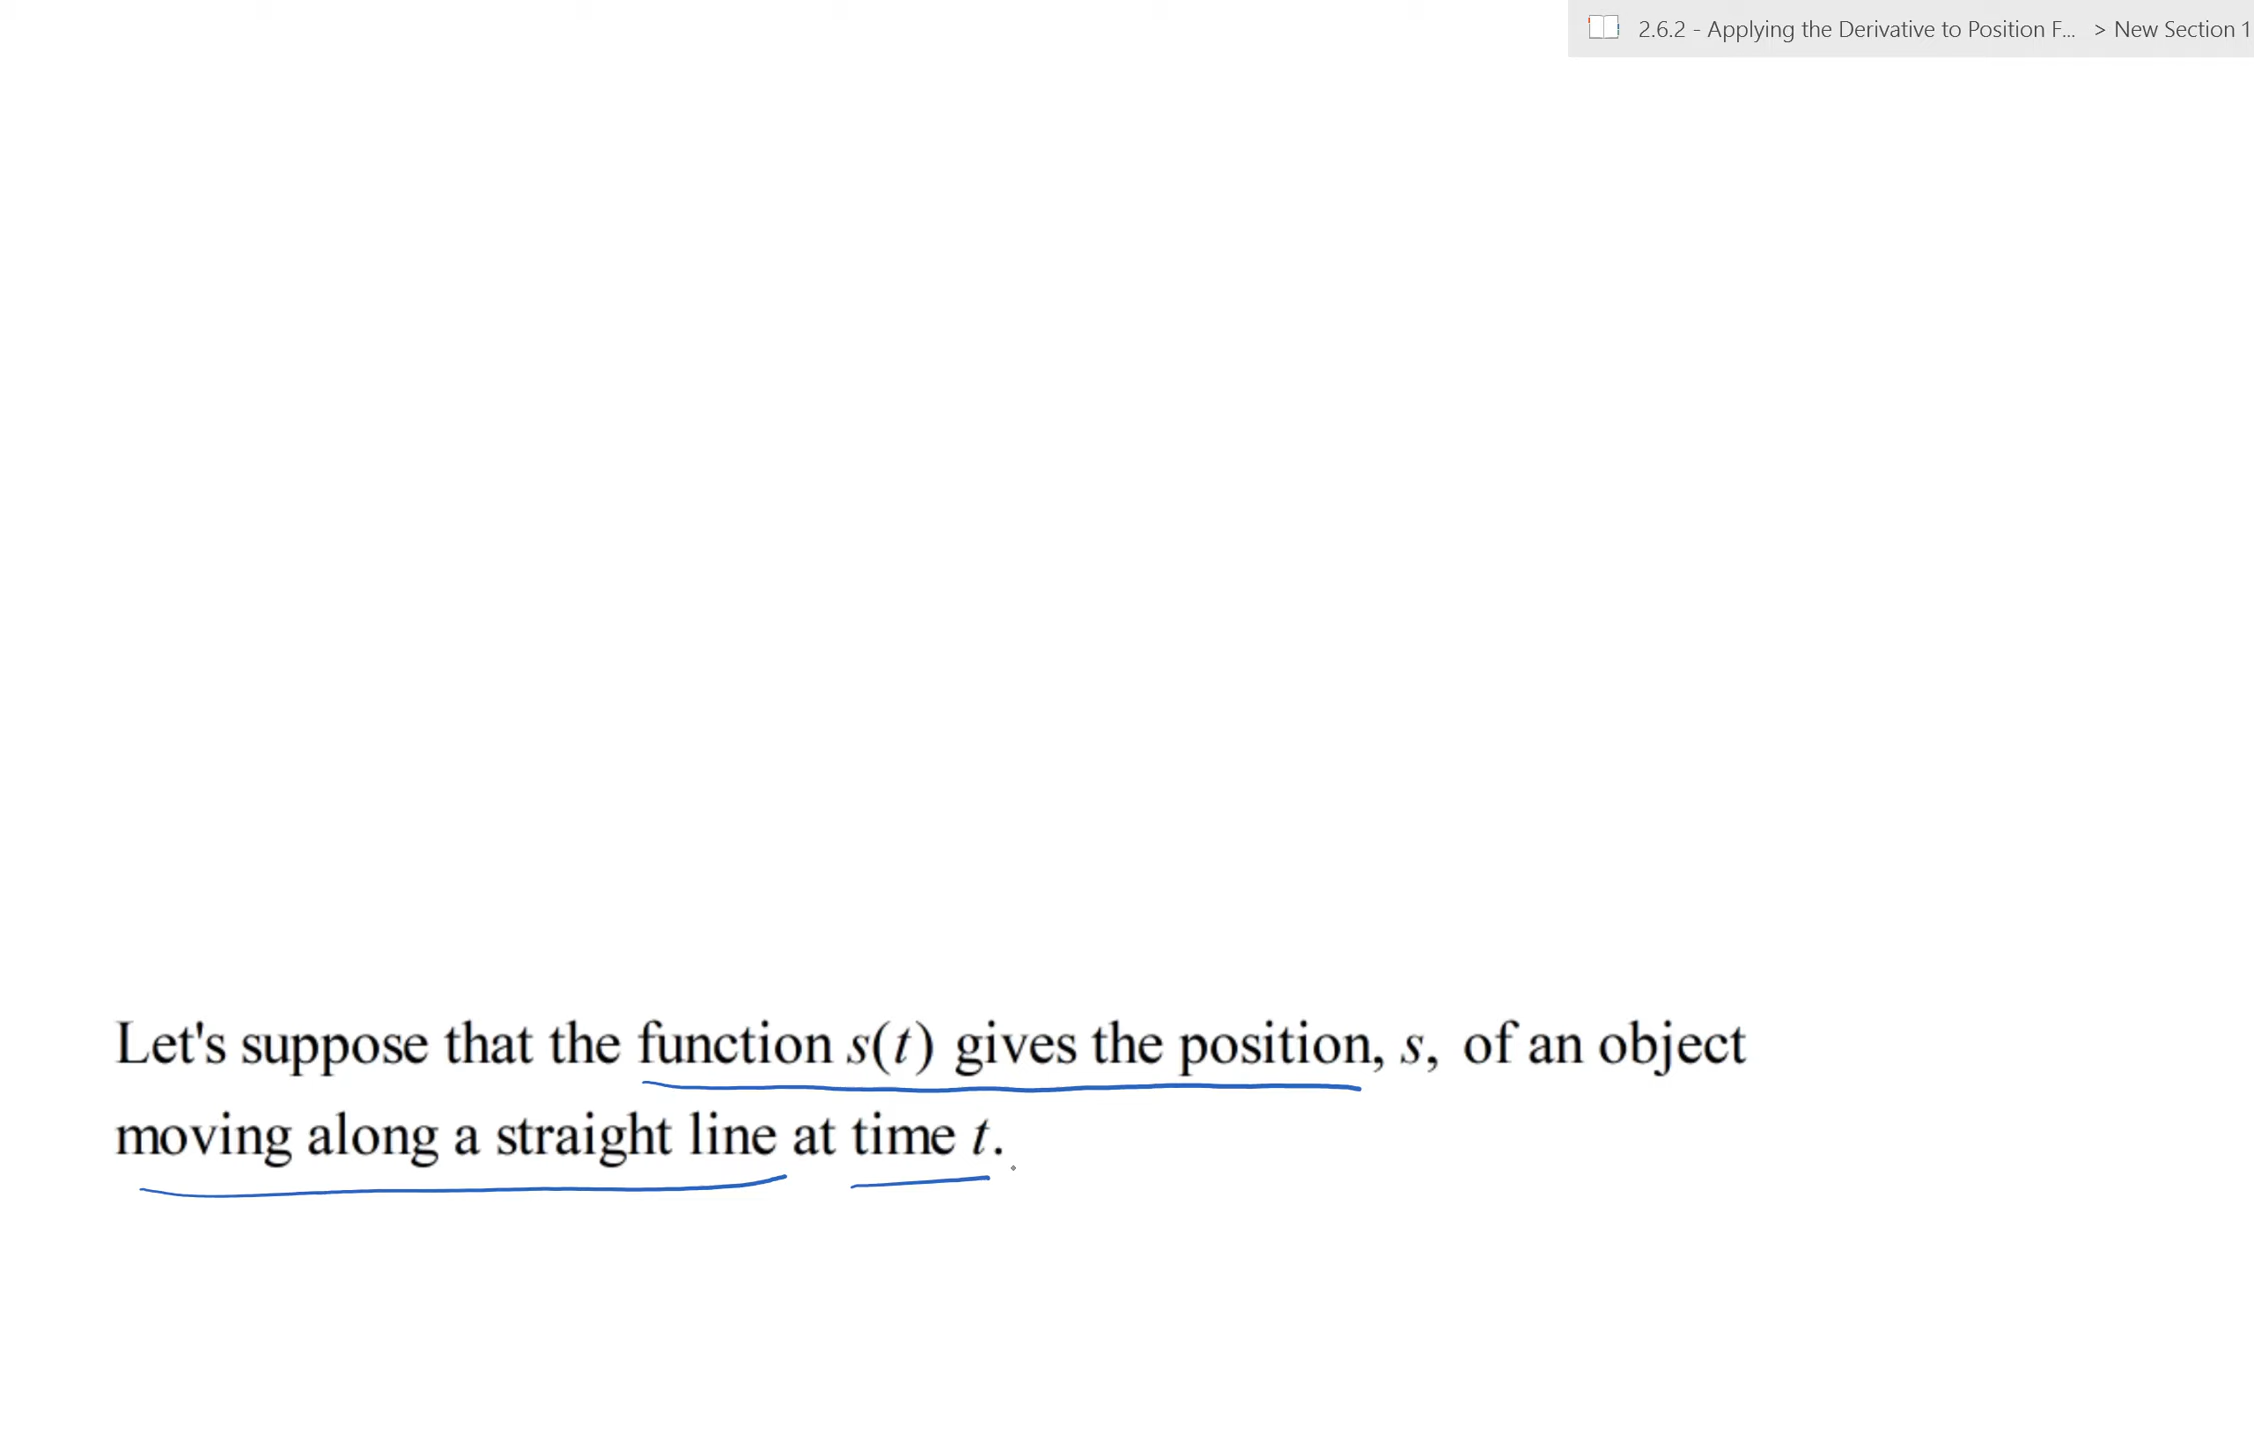 2.6.2 - Applying the Derivative to Position F... > New Section 1
Let's suppose that the function s(t) gives the position, s, of an object
moving along a straight line at time t.